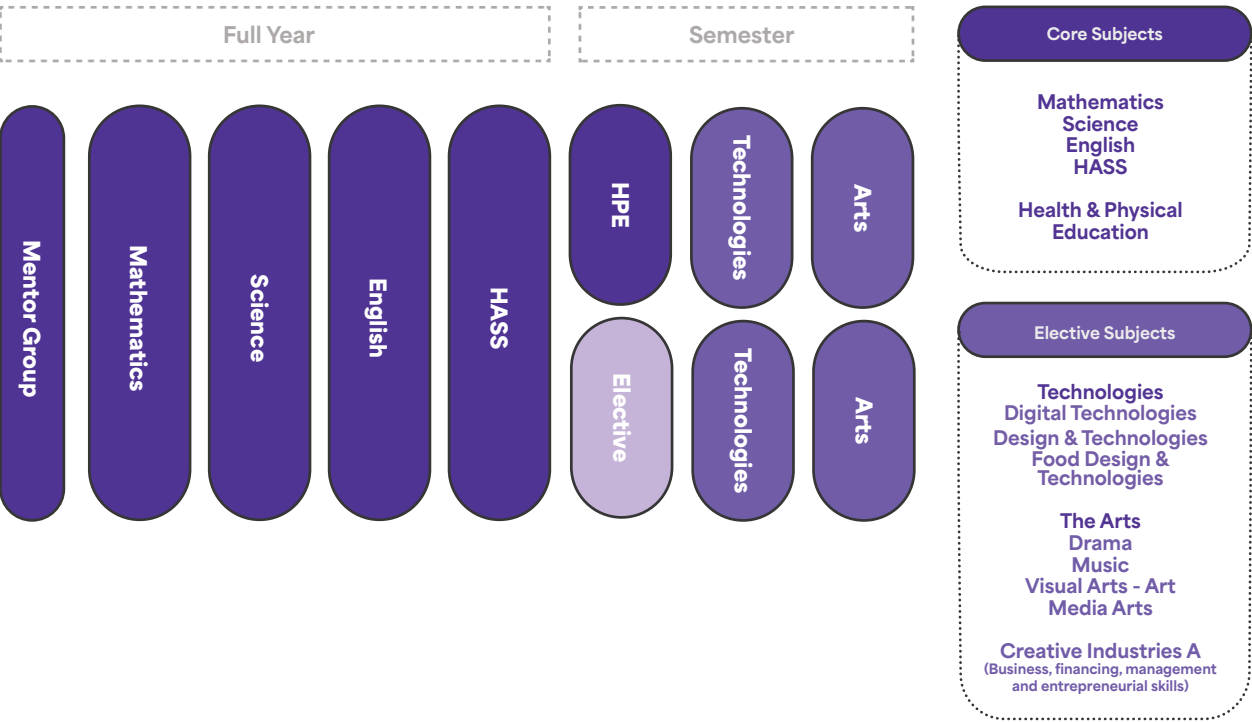 Full Year
Semester
Mentor Group
Mathematics
Science
English
HASS
HPE
Technologies
Arts
Elective
Technologies
Arts
Core Subjects
Mathematics
Science
English
HASS
Health & Physical
Education
Elective Subjects
Technologies
Digital Technologies
Design & Technologies
Food Design &
Technologies
The Arts
Drama
Music
Visual Arts - Art
Media Arts
Creative Industries A
(Business, financing, management
and entrepreneurial skills)